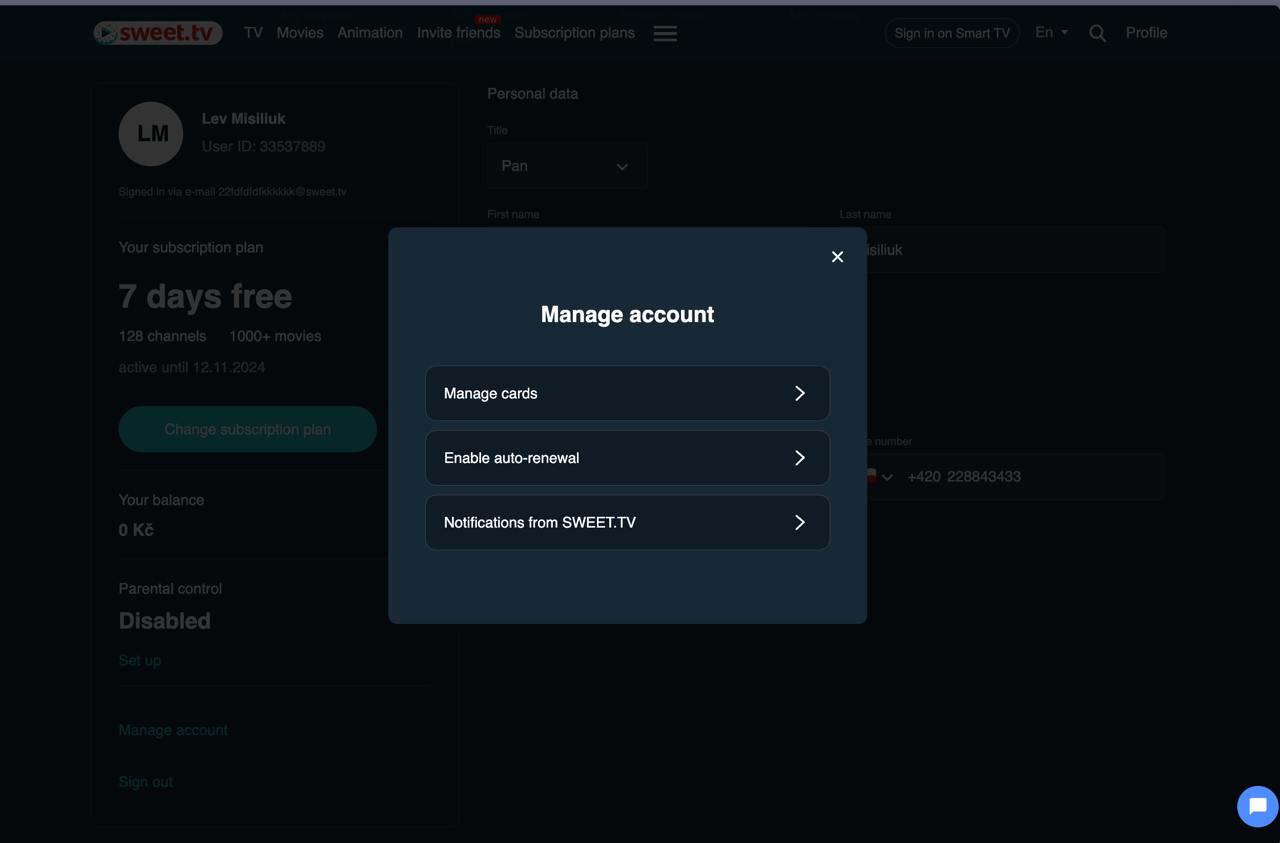 sweet.tv
TV Movies Animation Invite friends new Subscription plans
Sign in on Smart TV En Profile
LM
Lev Misiliuk
User ID: 33537889
Signed in via e-mail 22fdfdfdfkkkkkk@sweet.tv
Your subscription plan
7 days free
128 channels 1000+ movies
active until 12.11.2024
Change subscription plan
Your balance
0 Kč
Parental control
Disabled
Set up
Manage account
Sign out
Personal data
Title
Pan
First name
Last name
isiliuk
e number
+420 228843433
Manage account
Manage cards
Enable auto-renewal
Notifications from SWEET.TV